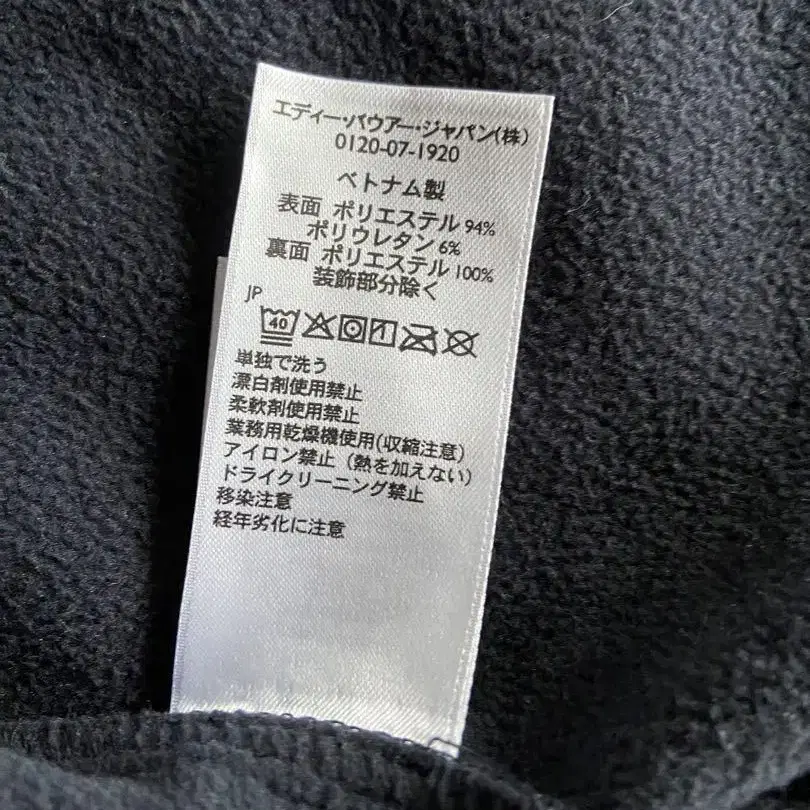 エディー・バウアー・ジャパン(株)
0120-07-1920
ベトナム製
表面 ポリエステル 94%
ポリウレタン 6%
裏面 ポリエステル 100%
装飾部分除く
JP
40
単独で洗う
漂白剤使用禁止
柔軟剤使用禁止
業務用乾燥機使用(収縮注意)
アイロン禁止（熱を加えない）
ドライクリーニング禁止
移染注意
経年劣化に注意